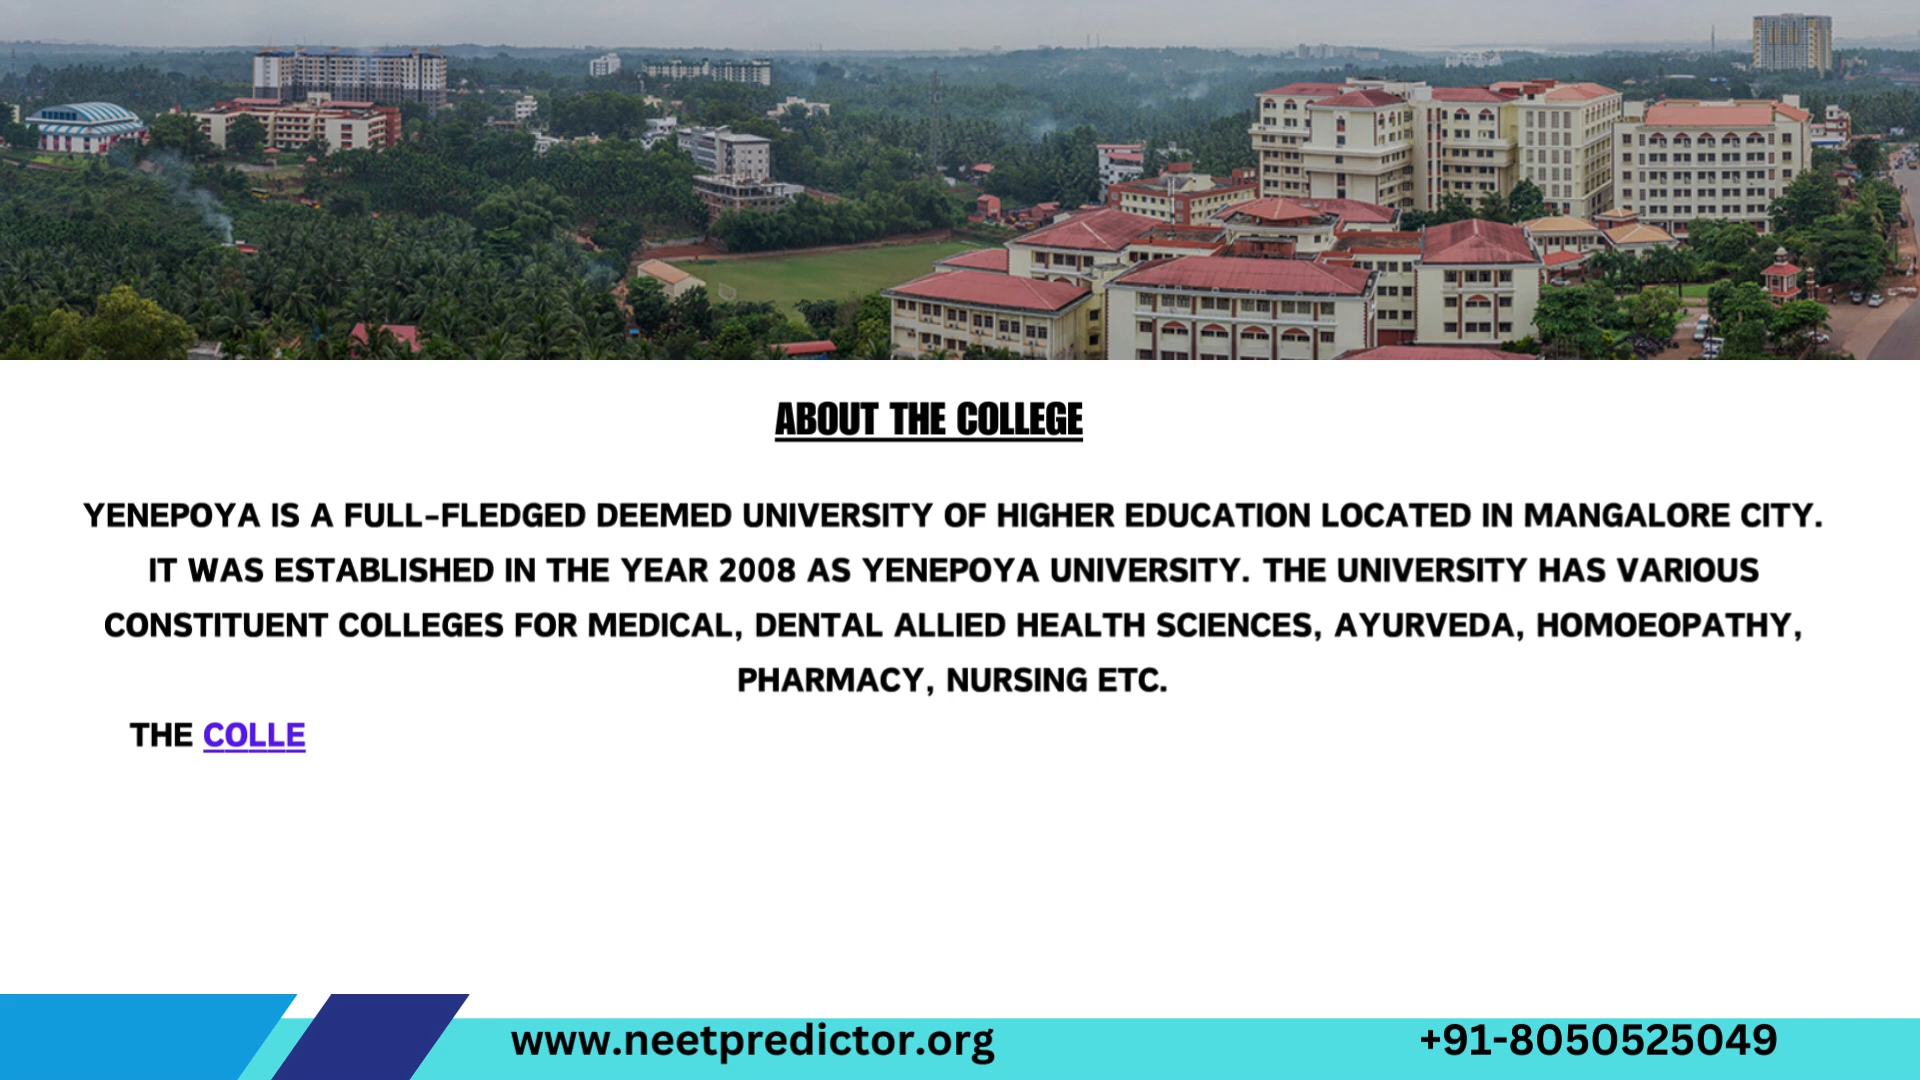 ABOUT THE COLLEGE
YENEPOYA IS A FULL-FLEDGED DEEMED UNIVERSITY OF HIGHER EDUCATION LOCATED IN MANGALORE CITY.
IT WAS ESTABLISHED IN THE YEAR 2008 AS YENEPOYA UNIVERSITY. THE UNIVERSITY HAS VARIOUS
CONSTITUENT COLLEGES FOR MEDICAL, DENTAL ALLIED HEALTH SCIENCES, AYURVEDA, HOMOEOPATHY,
PHARMACY, NURSING ETC.
THE COLLE
www.neetpredictor.org
+91-8050525049